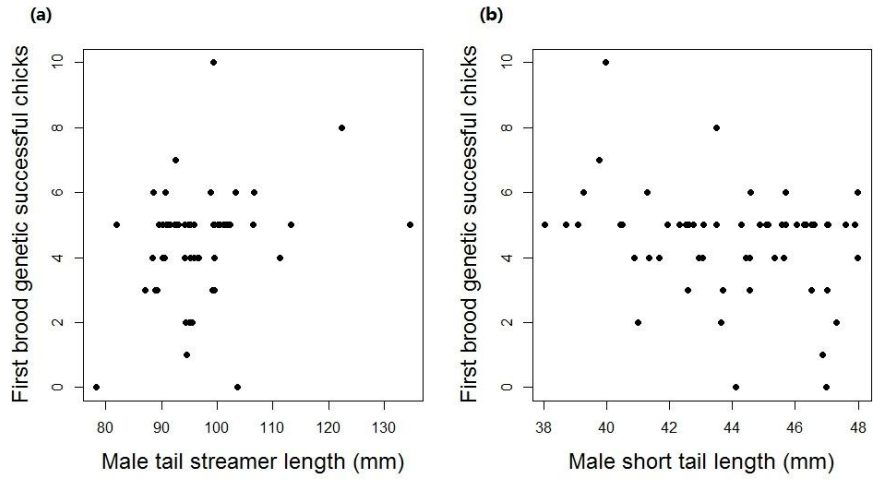 (a)
First brood genetic successful chicks
10
8
6
4
2
0
80 90 100 110 120 130
Male tail streamer length (mm)
(b)
First brood genetic successful chicks
10
8
6
4
2
0
38 40 42 44 46 48
Male short tail length (mm)